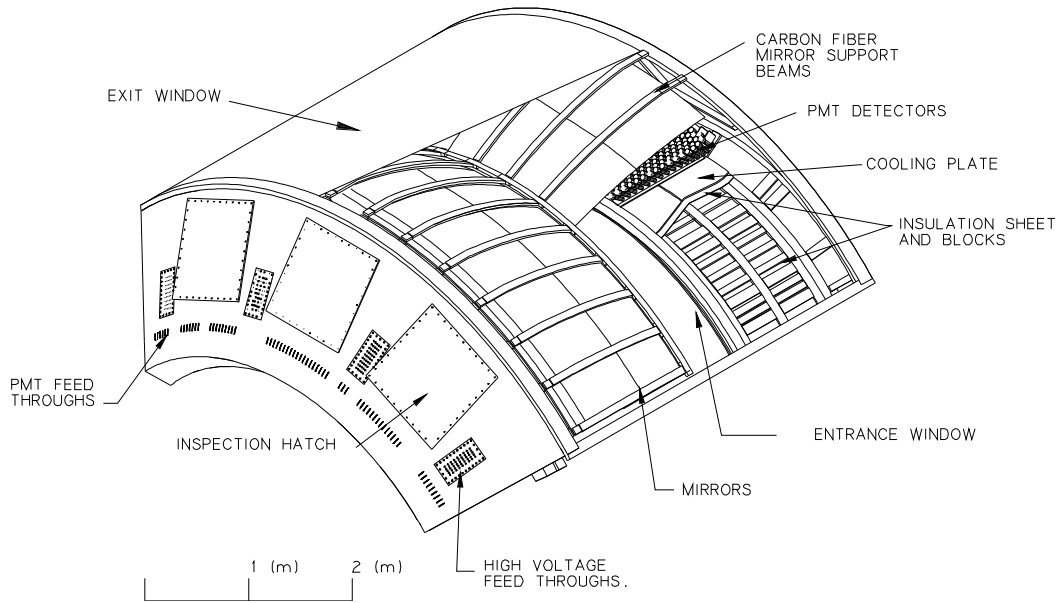 CARBON FIBER
MIRROR SUPPORT
BEAMS
EXIT WINDOW
PMT DETECTORS
COOLING PLATE
INSULATION SHEET
AND BLOCKS
PMT FEED
THROUGHS
INSPECTION HATCH
ENTRANCE WINDOW
MIRRORS
1 (m)
2 (m)
HIGH VOLTAGE
FEED THROUGHS.